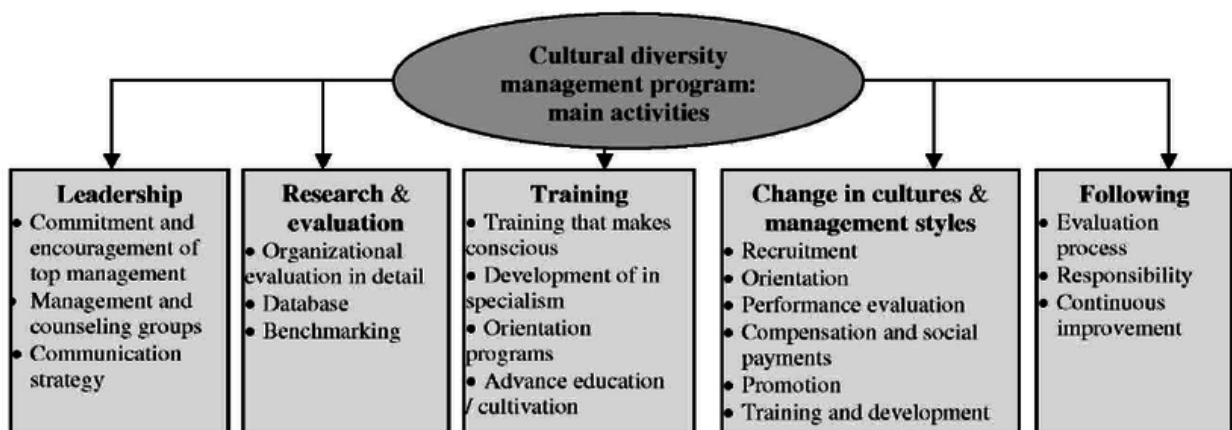 Cultural diversity
management program:
main activities
Leadership
• Commitment and
encouragement of
top management
• Management and
counseling groups
• Communication
strategy
Research &
evaluation
• Organizational
evaluation in detail
• Database
• Benchmarking
Training
• Training that makes
conscious
• Development of in
specialism
• Orientation
programs
• Advance education
/ cultivation
Change in cultures &
management styles
• Recruitment
• Orientation
• Performance evaluation
• Compensation and social
payments
• Promotion
• Training and development
Following
• Evaluation
process
• Responsibility
• Continuous
improvement